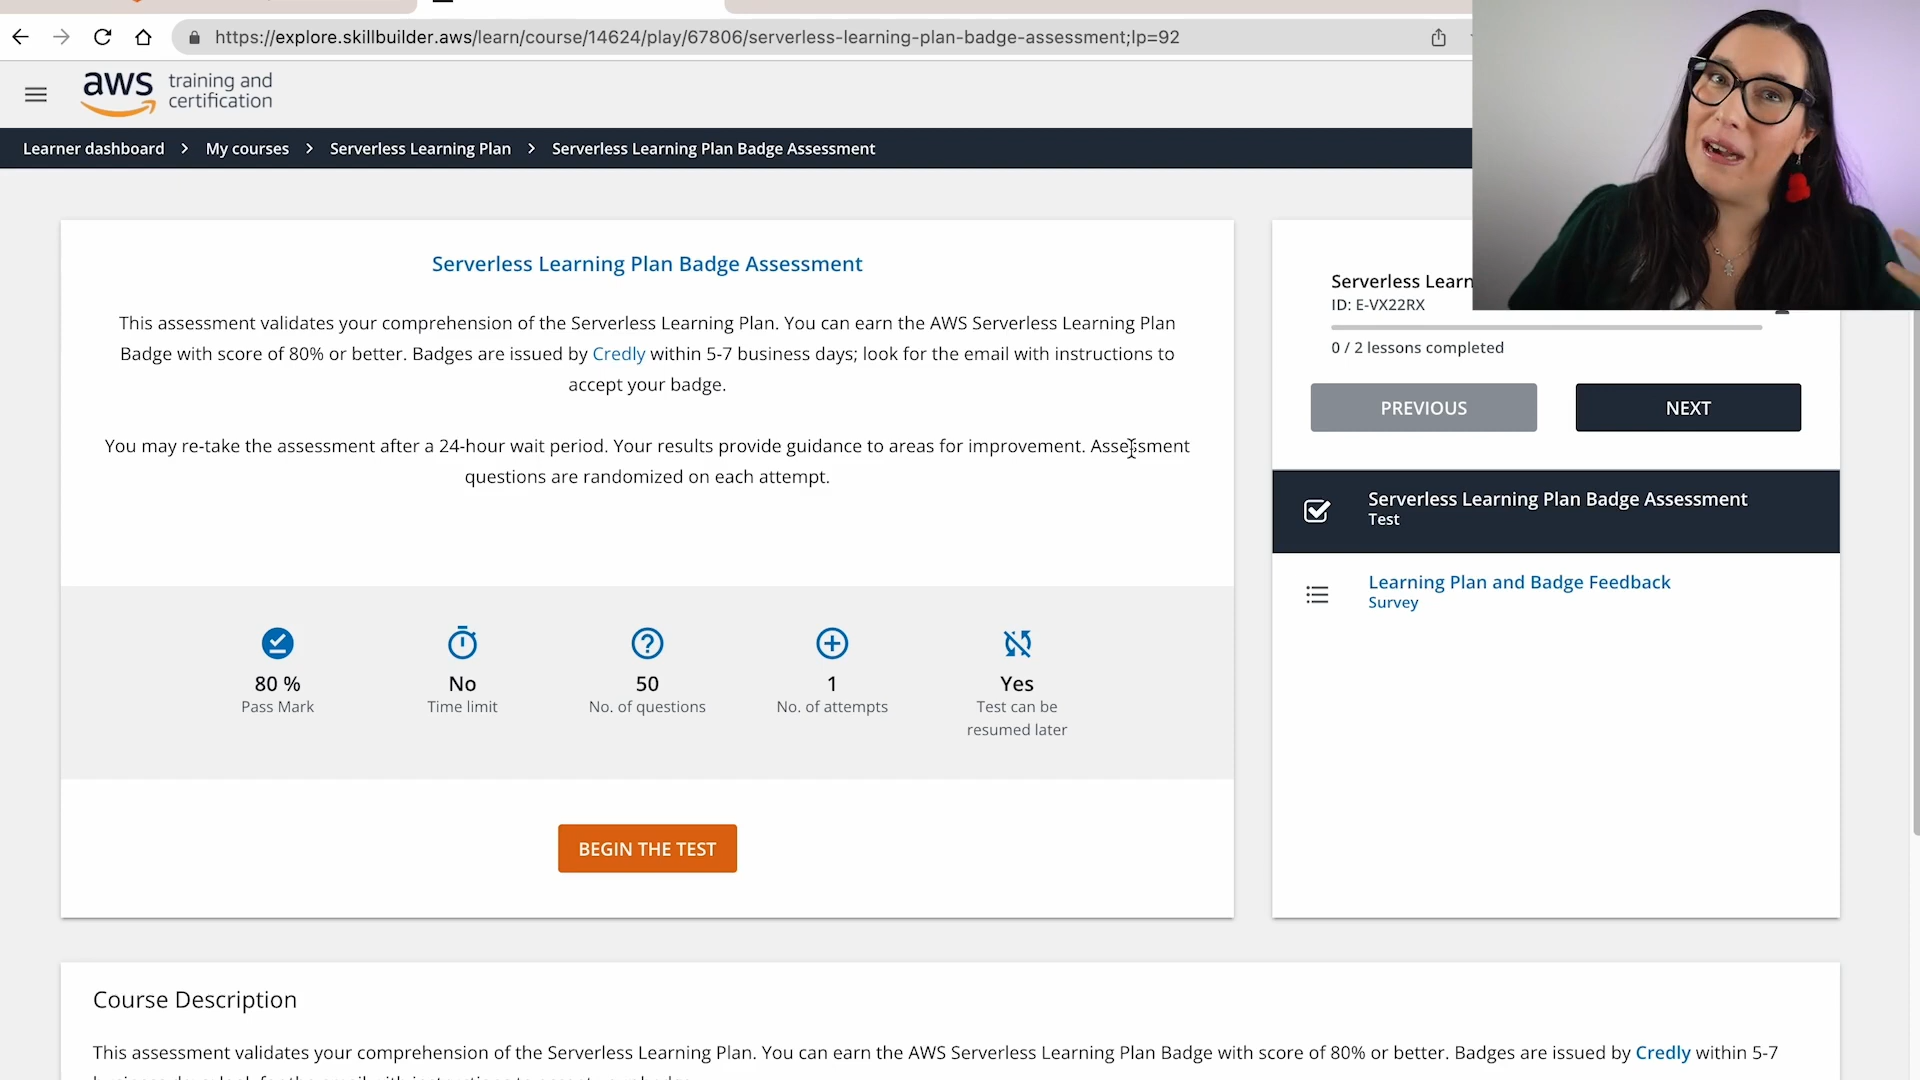 https://explore.skillbuilder.aws/learn/course/14624/play/67806/serverless-learning-plan-badge-assessment;lp=92
aws training and
certification
Learner dashboard > My courses > Serverless Learning Plan > Serverless Learning Plan Badge Assessment
Serverless Learning Plan Badge Assessment
This assessment validates your comprehension of the Serverless Learning Plan. You can earn the AWS Serverless Learning Plan
Badge with score of 80% or better. Badges are issued by Credly within 5-7 business days; look for the email with instructions to
accept your badge.
You may re-take the assessment after a 24-hour wait period. Your results provide guidance to areas for improvement. Assessment
questions are randomized on each attempt.
80 %
Pass Mark
No
Time limit
50
No. of questions
1
No. of attempts
Yes
Test can be
resumed later
BEGIN THE TEST
Serverless Learn
ID: E-VX22RX
0 / 2 lessons completed
PREVIOUS
NEXT
Serverless Learning Plan Badge Assessment
Test
Learning Plan and Badge Feedback
Survey
Course Description
This assessment validates your comprehension of the Serverless Learning Plan. You can earn the AWS Serverless Learning Plan Badge with score of 80% or better. Badges are issued by Credly within 5-7